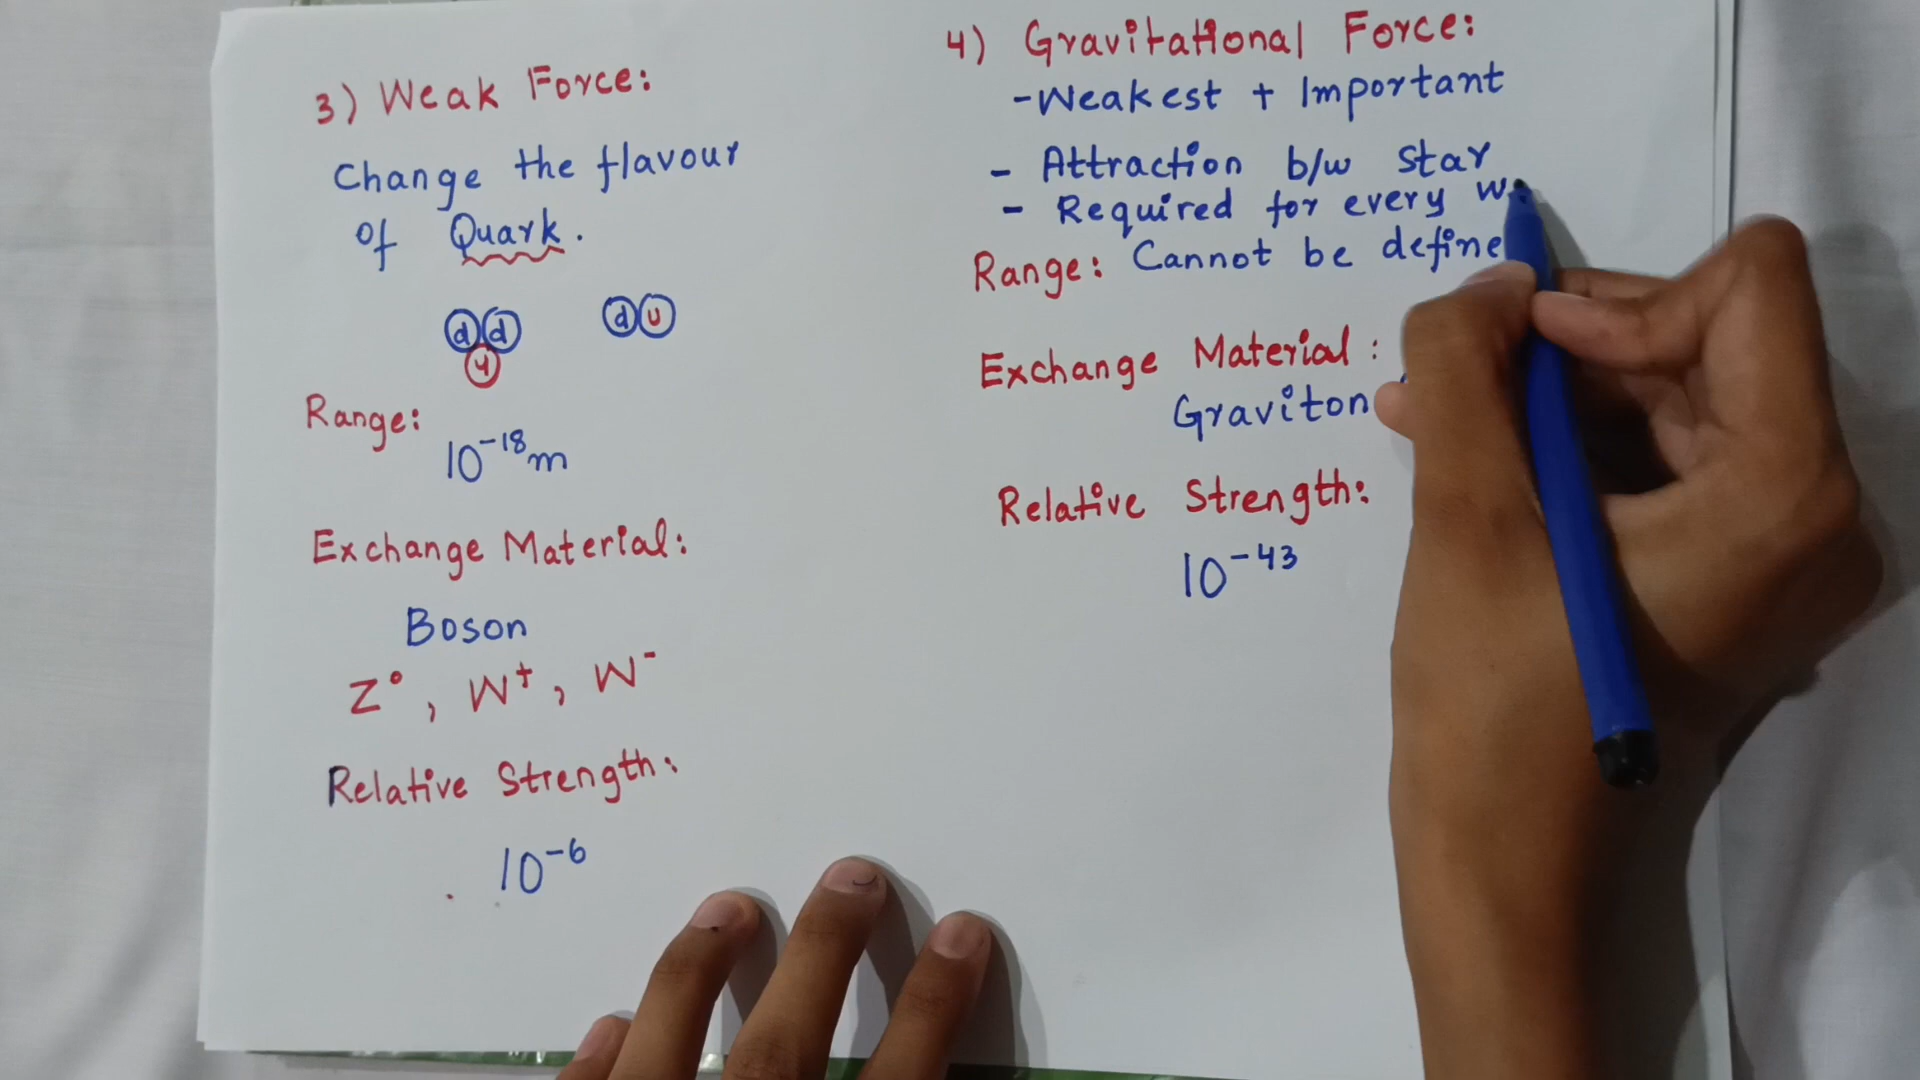 3) Weak Force:
Change the flavour
of Quark.
d d d u
u
Range:
10⁻¹⁸m
Exchange Material:
Boson
Z⁰, W⁺, W⁻
Relative Strength:
10⁻⁶
4) Gravitational Force:
-Weakest + Important
- Attraction b/w star
- Required for every
Range: Cannot be define
Exchange Material:
Graviton
Relative Strength:
10⁻⁴³